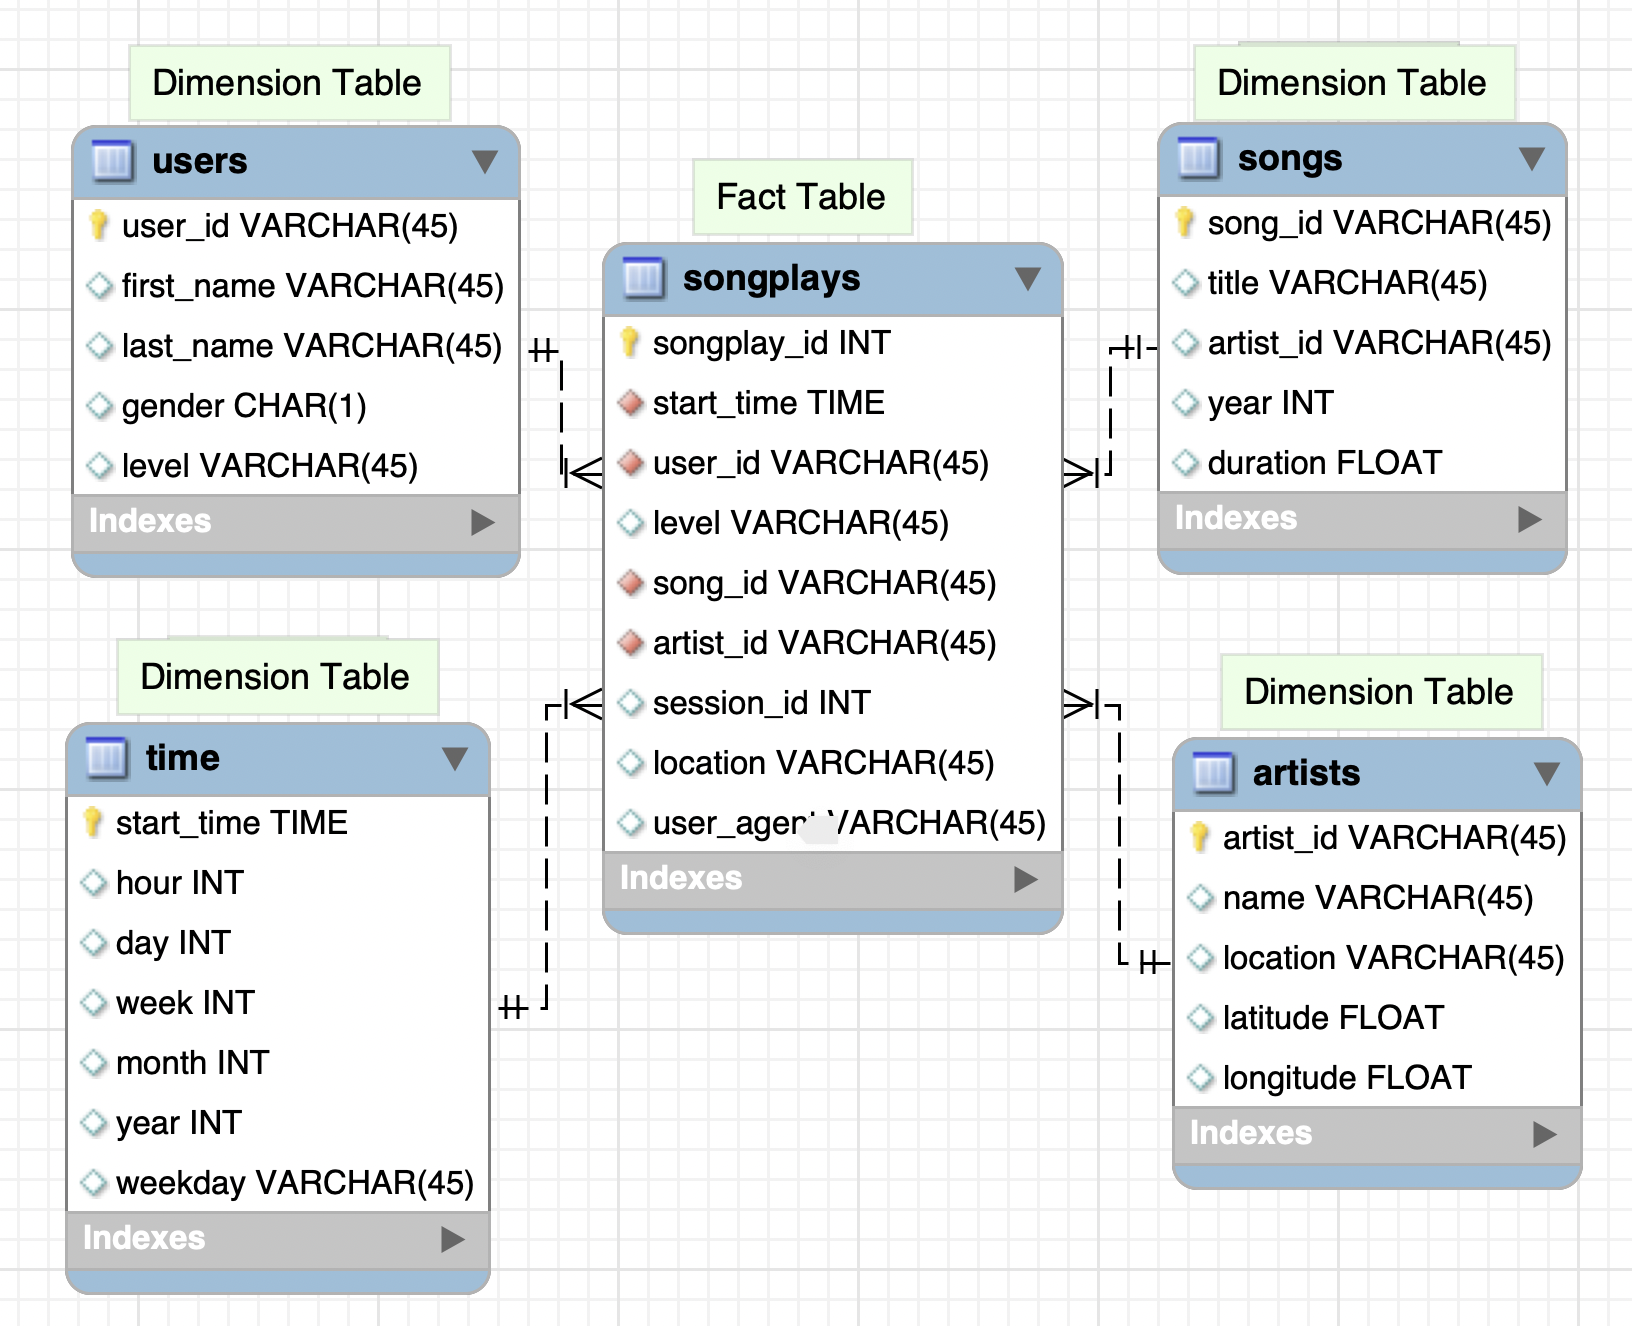 Dimension Table
users
user_id VARCHAR(45)
first_name VARCHAR(45)
last_name VARCHAR(45)
gender CHAR(1)
level VARCHAR(45)
Indexes
Dimension Table
time
start_time TIME
hour INT
day INT
week INT
month INT
year INT
weekday VARCHAR(45)
Indexes
Fact Table
songplays
songplay_id INT
start_time TIME
user_id VARCHAR(45)
level VARCHAR(45)
song_id VARCHAR(45)
artist_id VARCHAR(45)
session_id INT
location VARCHAR(45)
user_agent VARCHAR(45)
Indexes
Dimension Table
songs
song_id VARCHAR(45)
title VARCHAR(45)
artist_id VARCHAR(45)
year INT
duration FLOAT
Indexes
Dimension Table
artists
artist_id VARCHAR(45)
name VARCHAR(45)
location VARCHAR(45)
latitude FLOAT
longitude FLOAT
Indexes